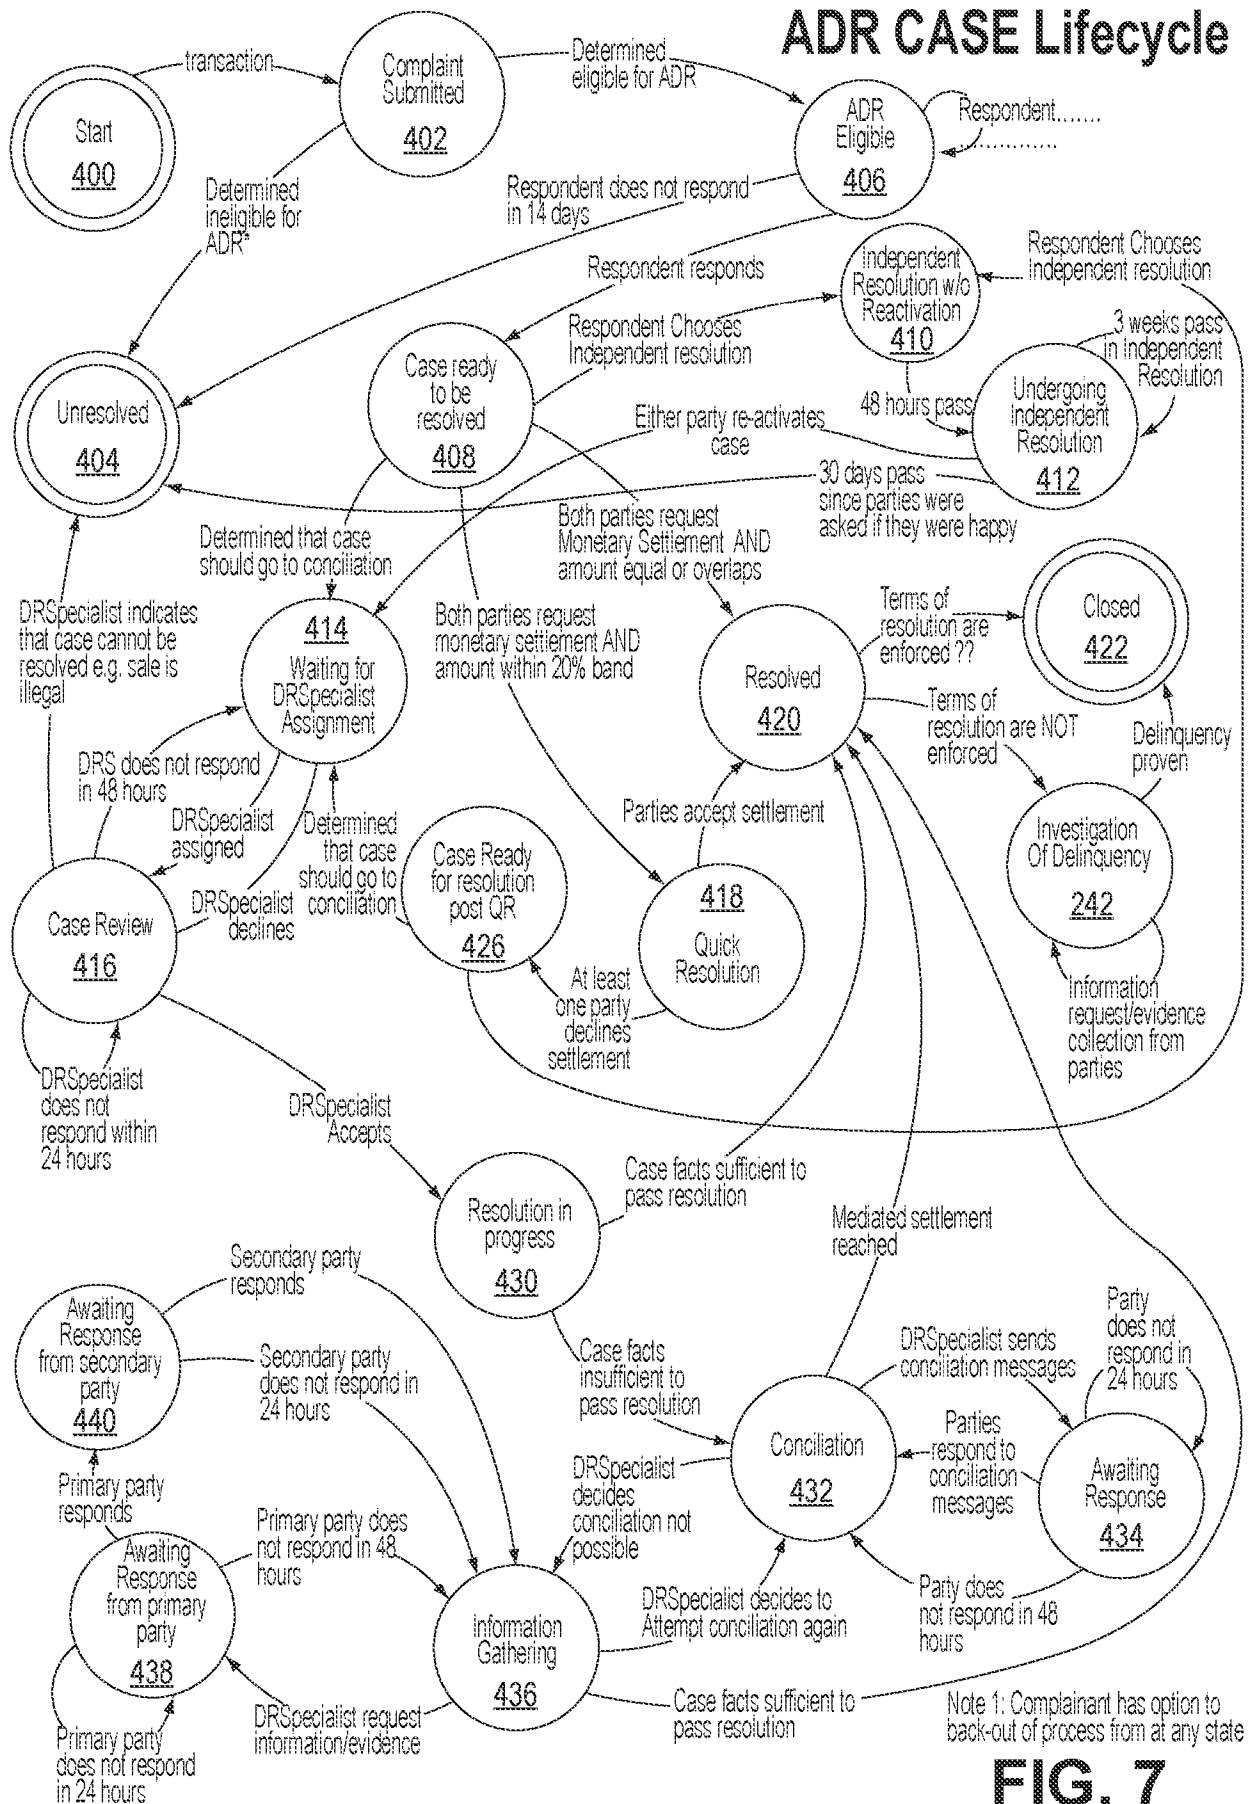 ADR CASE Lifecycle
transaction
Complaint
Submitted
402
Determined
eligible for ADR
Start
400
ADR
Eligible
406
Respondent.......
...............
Determined
ineligible for
ADR*
Respondent does not respond
in 14 days
Respondent responds
Independent
Resolution w/o
Reactivation
410
Respondent Chooses
Independent resolution
Respondent Chooses
Independent resolution
3 weeks pass
in Independent
Resolution
Unresolved
404
Case ready
to be
resolved
408
48 hours pass
Undergoing
Independent
Resolution
412
Either party re-activates
case
30 days pass
since parties were
asked if they were happy
Determined that case
should go to conciliation
Both parties request
Monetary Settlement AND
amount equal or overlaps
DRSpecialist indicates
that case cannot be
resolved e.g. sale is
illegal
414
Waiting for
DRSpecialist
Assignment
Both parties request
monetary settlement AND
amount within 20% band
Resolved
420
Terms of
resolution are
enforced ??
Closed
422
Terms of
resolution are NOT
enforced
Delinquency
proven
DRS does not respond
in 48 hours
DRSpecialist
assigned
Determined
that case
should go to
conciliation
Parties accept settlement
Case Ready
for resolution
post QR
426
418
Quick
Resolution
Investigation
Of Delinquency
242
Case Review
416
DRSpecialist
declines
At least
one party
declines
settlement
Information
request/evidence
collection from
parties
DRSpecialist
does not
respond within
24 hours
DRSpecialist
Accepts
Case facts sufficient to
pass resolution
Resolution in
progress
430
Mediated settlement
reached
Secondary party
responds
Awaiting
Response
from secondary
party
440
Secondary party
does not respond in
24 hours
Case facts
insufficient to
pass resolution
DRSpecialist sends
conciliation messages
Party
does not
respond in
24 hours
Conciliation
432
Parties
respond to
conciliation
messages
Awaiting
Response
434
Primary party
responds
DRSpecialist
decides
conciliation not
possible
Primary party does
not respond in 48
hours
Awaiting
Response
from primary
party
438
Information
Gathering
436
DRSpecialist decides to
Attempt conciliation again
Party does
not respond in 48
hours
DRSpecialist request
information/evidence
Case facts sufficient to
pass resolution
Primary party
does not respond
in 24 hours
Note 1: Complainant has option to
back-out of process from at any state
FIG. 7